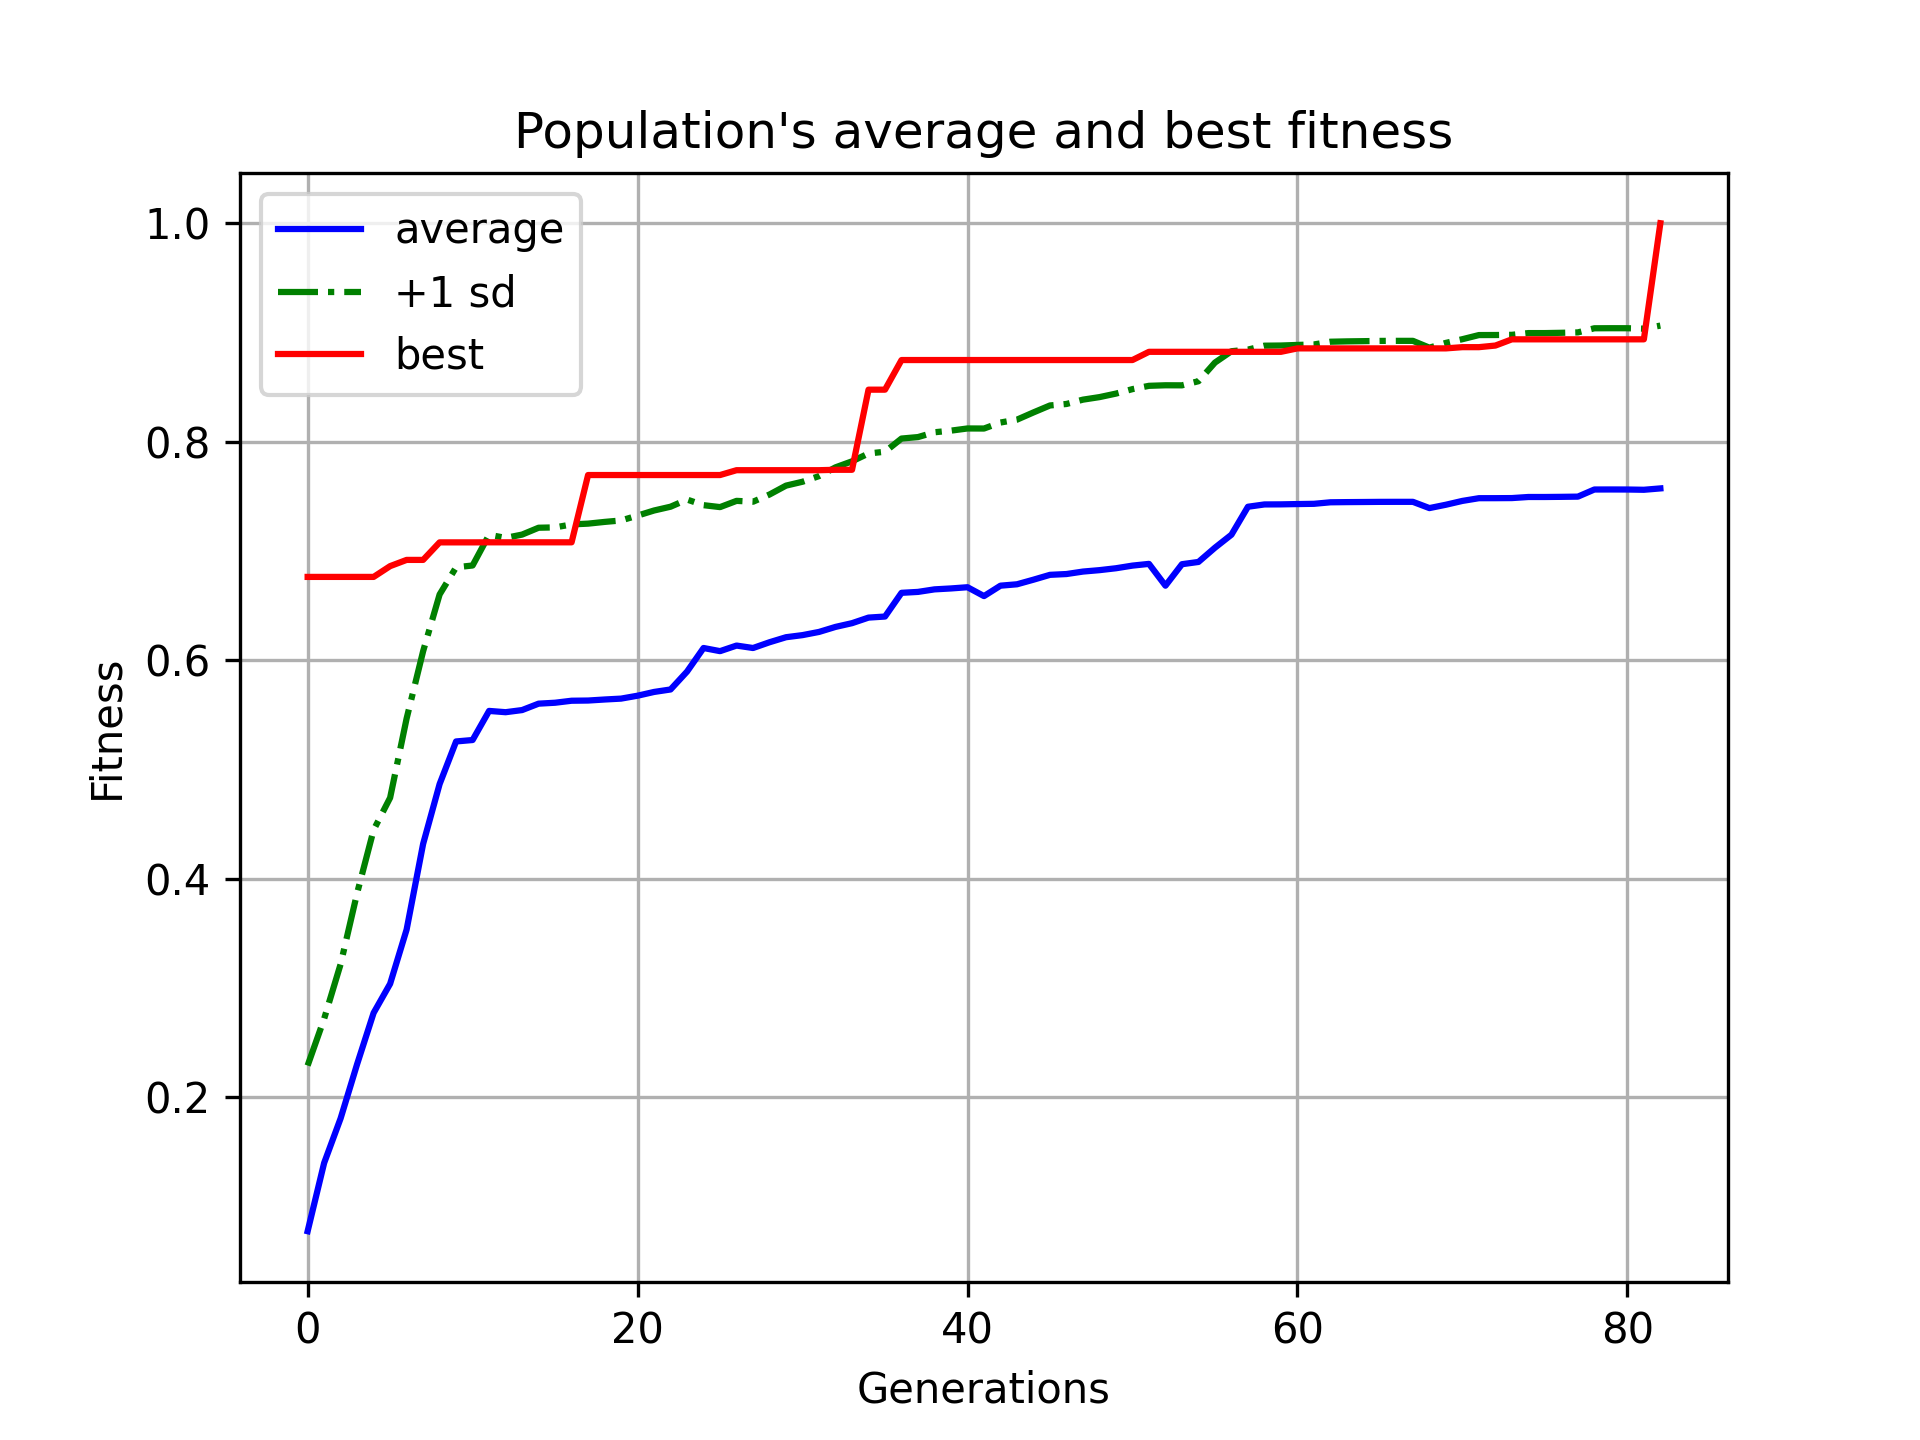 Population's average and best fitness
average
+1 sd
best
1.0
0.8
0.6
0.4
0.2
Fitness
0 20 40 60 80
Generations